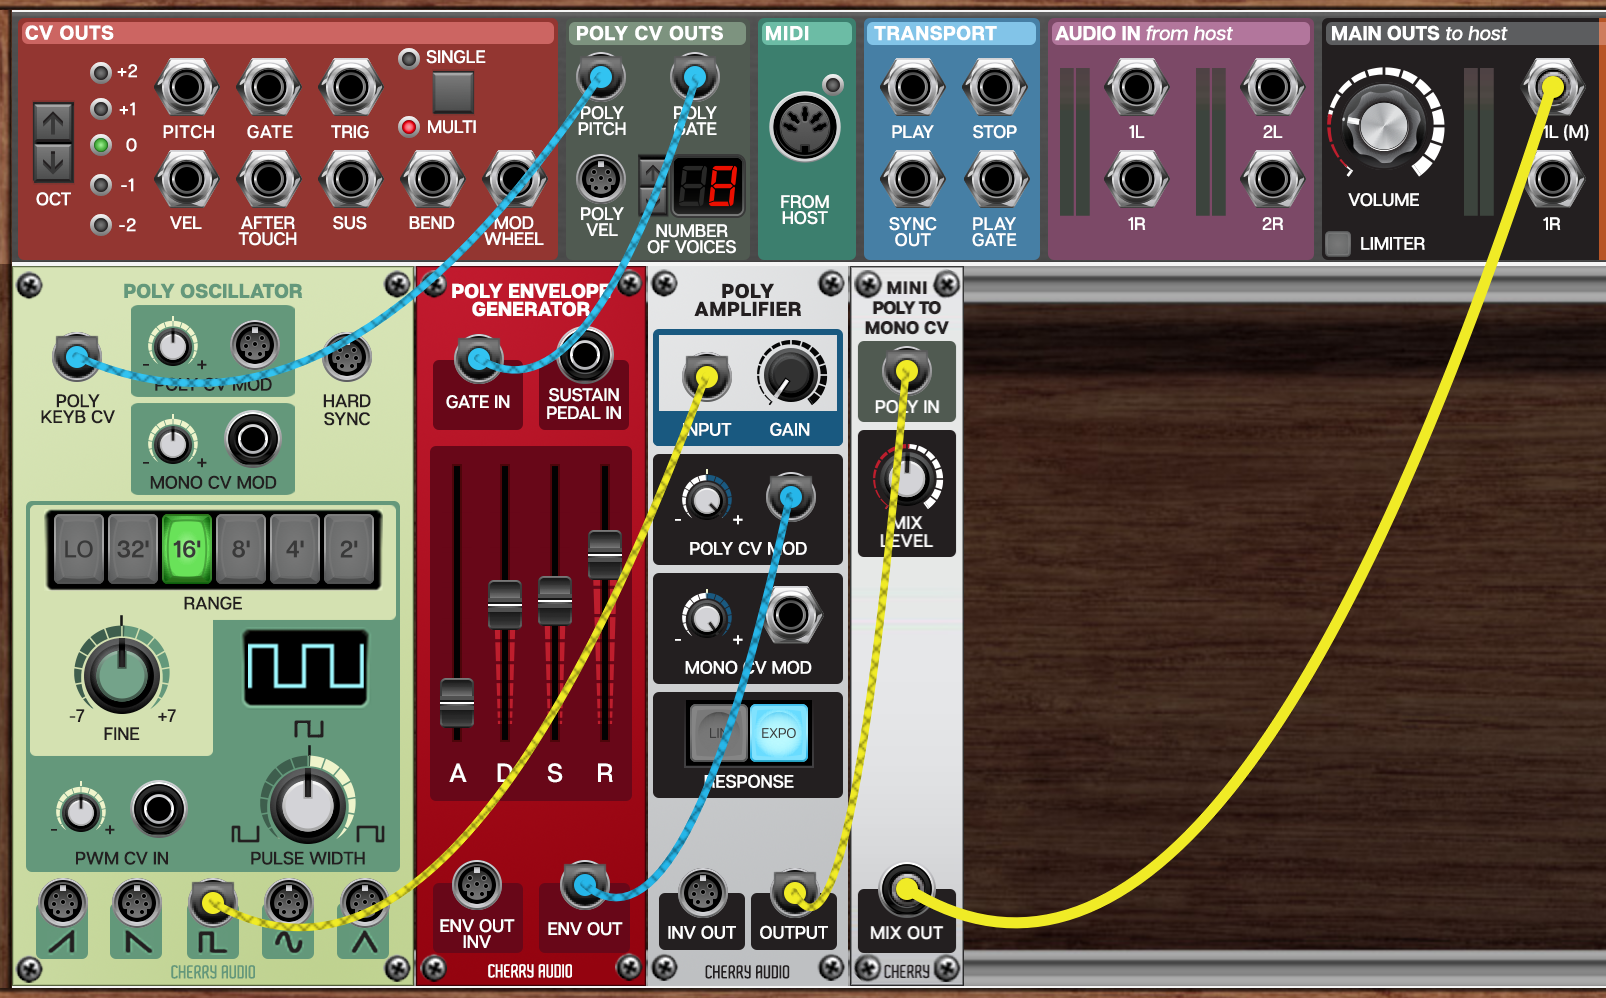 CV OUTS
+2
+1
0
-1
-2
OCT
PITCH
GATE
TRIG
SINGLE
MULTI
VEL
AFTER
TOUCH
SUS
BEND
MOD
WHEEL
POLY CV OUTS
POLY
PITCH
POLY
GATE
POLY
VEL
8
NUMBER
OF VOICES
MIDI
FROM
HOST
TRANSPORT
PLAY
STOP
SYNC
OUT
PLAY
GATE
AUDIO IN from host
1L
2L
1R
2R
MAIN OUTS to host
VOLUME
LIMITER
1L (M)
1R
POLY OSCILLATOR
- +
POLY CV MOD
POLY
KEYB CV
HARD
SYNC
- +
MONO CV MOD
LO 32' 16' 8' 4' 2'
RANGE
-7 +7
FINE
- +
PWM CV IN
PULSE WIDTH
CHERRY AUDIO
POLY ENVELOPE
GENERATOR
GATE IN
SUSTAIN
PEDAL IN
A D S R
ENV OUT
INV
ENV OUT
CHERRY AUDIO
POLY
AMPLIFIER
INPUT
GAIN
- +
POLY CV MOD
- +
MONO CV MOD
LIN EXPO
RESPONSE
INV OUT
OUTPUT
CHERRY AUDIO
MINI
POLY TO
MONO CV
POLY IN
MIX
LEVEL
MIX OUT
CHERRY